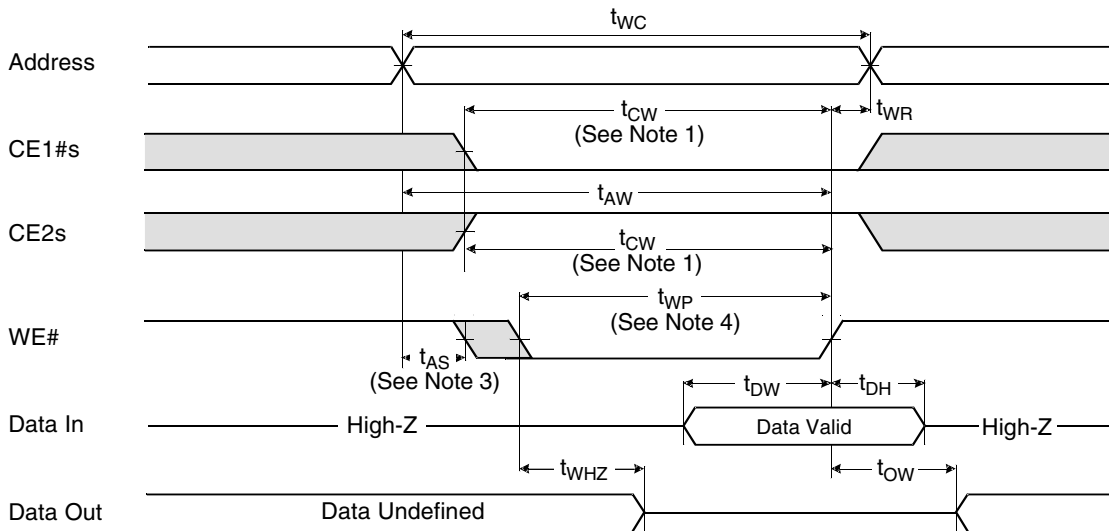 tWC
Address
tCW
(See Note 1)
tWR
CE1#s
tAW
CE2s
tCW
(See Note 1)
tWP
(See Note 4)
WE#
tAS
(See Note 3)
tDW
tDH
Data In
High-Z
Data Valid
High-Z
tWHZ
tOW
Data Out
Data Undefined